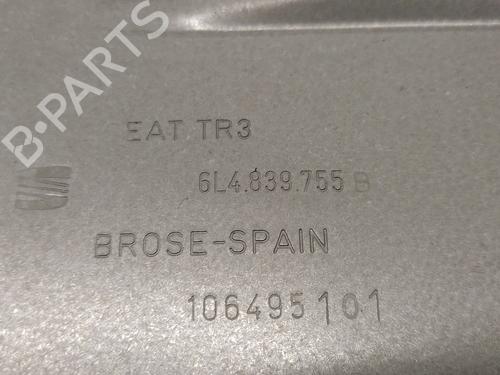 B-PARTS
EAT TR3
6L4.839.755 B
BROSE-SPAIN
106495101